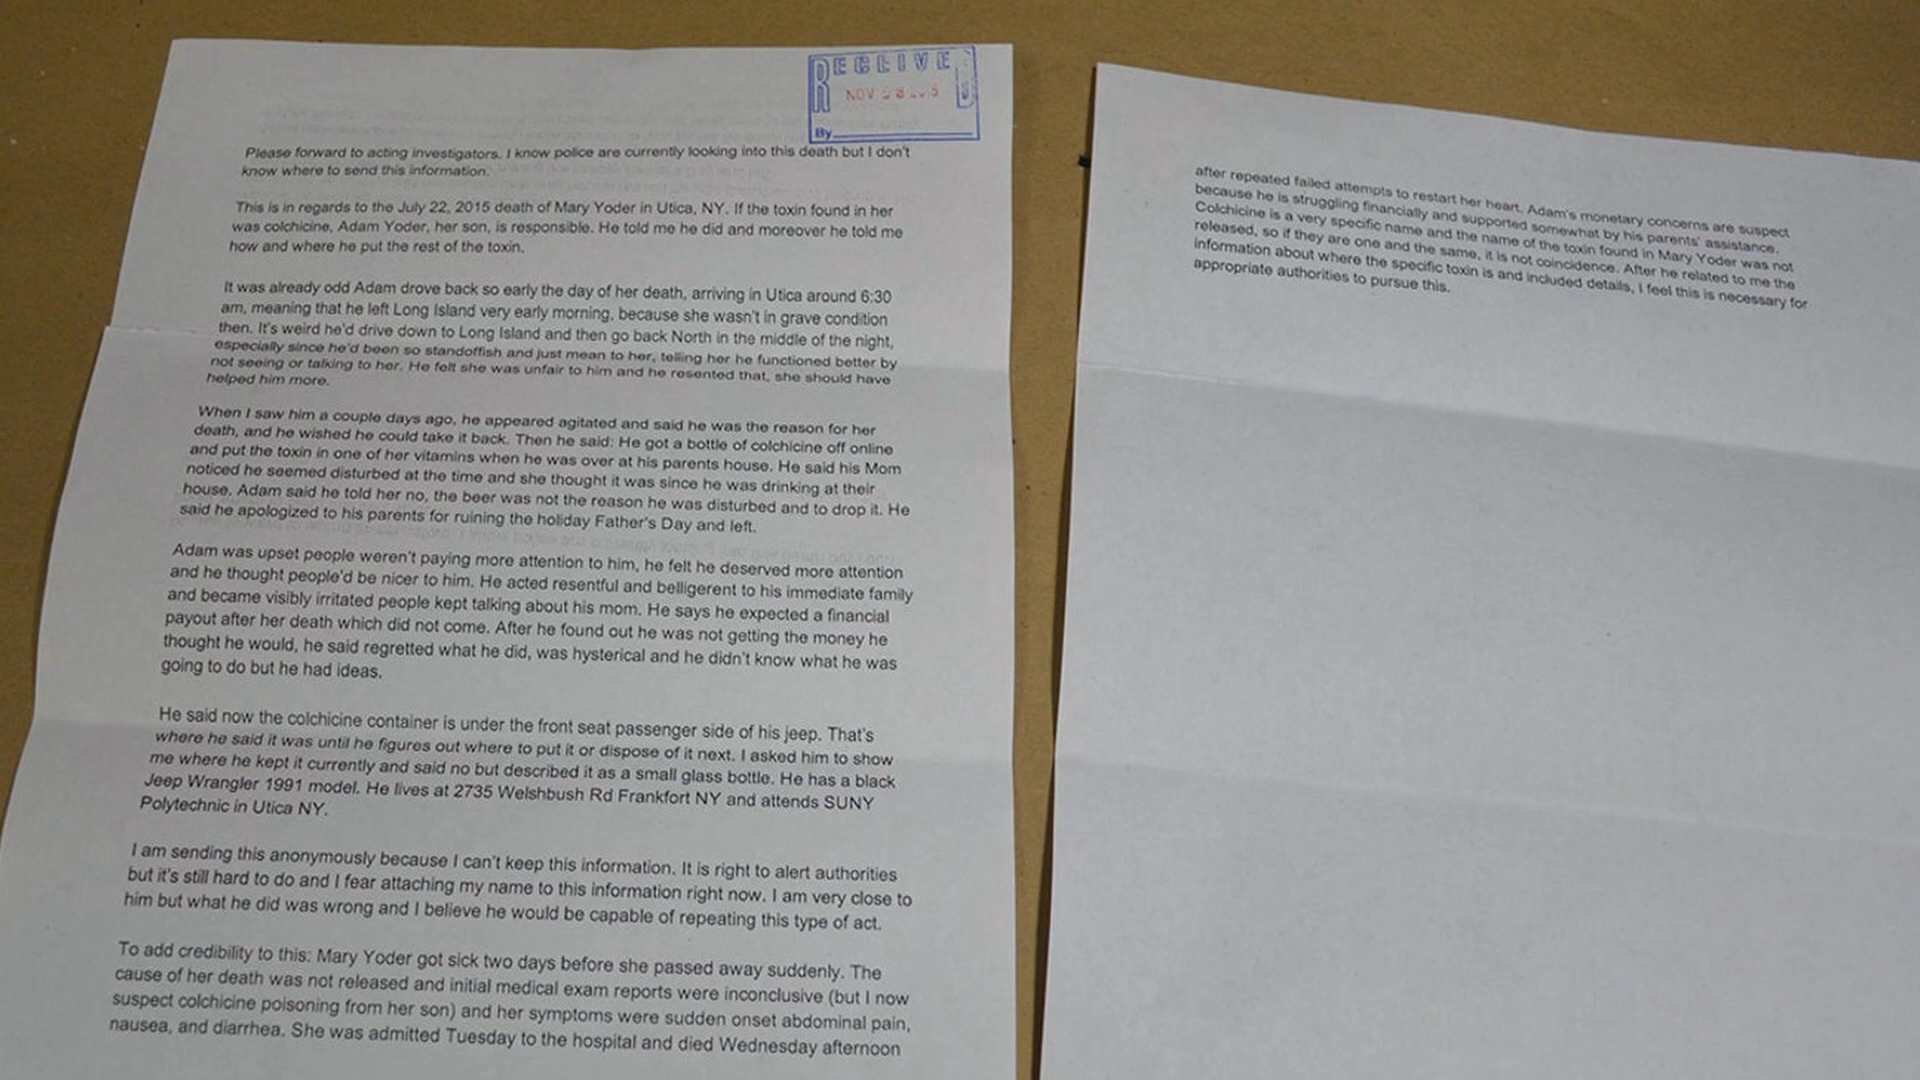 RECEIVED
NOV
By
Please forward to acting investigators. I know police are currently looking into this death but I don't
know where to send this information.
This is in regards to the July 22, 2015 death of Mary Yoder in Utica, NY. If the toxin found in her
was colchicine, Adam Yoder, her son, is responsible. He told me he did and moreover he told me
how and where he put the rest of the toxin.
It was already odd Adam drove back so early the day of her death, arriving in Utica around 6:30
am, meaning that he left Long Island very early morning, because she wasn't in grave condition
then. It's weird he'd drive down to Long Island and then go back North in the middle of the night,
especially since he'd been so standoffish and just mean to her, telling her he functioned better by
not seeing or talking to her. He felt she was unfair to him and he resented that, she should have
helped him more.
When I saw him a couple days ago, he appeared agitated and said he was the reason for her
death, and he wished he could take it back. Then he said: He got a bottle of colchicine off online
and put the toxin in one of her vitamins when he was over at his parents house. He said his Mom
noticed he seemed disturbed at the time and she thought it was since he was drinking at their
house. Adam said he told her no, the beer was not the reason he was disturbed and to drop it. He
said he apologized to his parents for ruining the holiday Father's Day and left.
Adam was upset people weren't paying more attention to him, he felt he deserved more attention
and he thought people'd be nicer to him. He acted resentful and belligerent to his immediate family
and became visibly irritated people kept talking about his mom. He says he expected a financial
payout after her death which did not come. After he found out he was not getting the money he
thought he would, he said regretted what he did, was hysterical and he didn't know what he was
going to do but he had ideas.
He said now the colchicine container is under the front seat passenger side of his jeep. That's
where he said it was until he figures out where to put it or dispose of it next. I asked him to show
me where he kept it currently and said no but described it as a small glass bottle. He has a black
Jeep Wrangler 1991 model. He lives at 2735 Welshbush Rd Frankfort NY and attends SUNY
Polytechnic in Utica NY.
I am sending this anonymously because I can't keep this information. It is right to alert authorities
but it's still hard to do and I fear attaching my name to this information right now. I am very close to
him but what he did was wrong and I believe he would be capable of repeating this type of act.
To add credibility to this: Mary Yoder got sick two days before she passed away suddenly. The
cause of her death was not released and initial medical exam reports were inconclusive (but I now
suspect colchicine poisoning from her son) and her symptoms were sudden onset abdominal pain,
nausea, and diarrhea. She was admitted Tuesday to the hospital and died Wednesday afternoon
after repeated failed attempts to restart her heart. Adam's monetary concerns are suspect
because he is struggling financially and supported somewhat by his parents' assistance.
Colchicine is a very specific name and the name of the toxin found in Mary Yoder was not
released, so if they are one and the same, it is not coincidence. After he related to me the
information about where the specific toxin is and included details, I feel this is necessary for
appropriate authorities to pursue this.